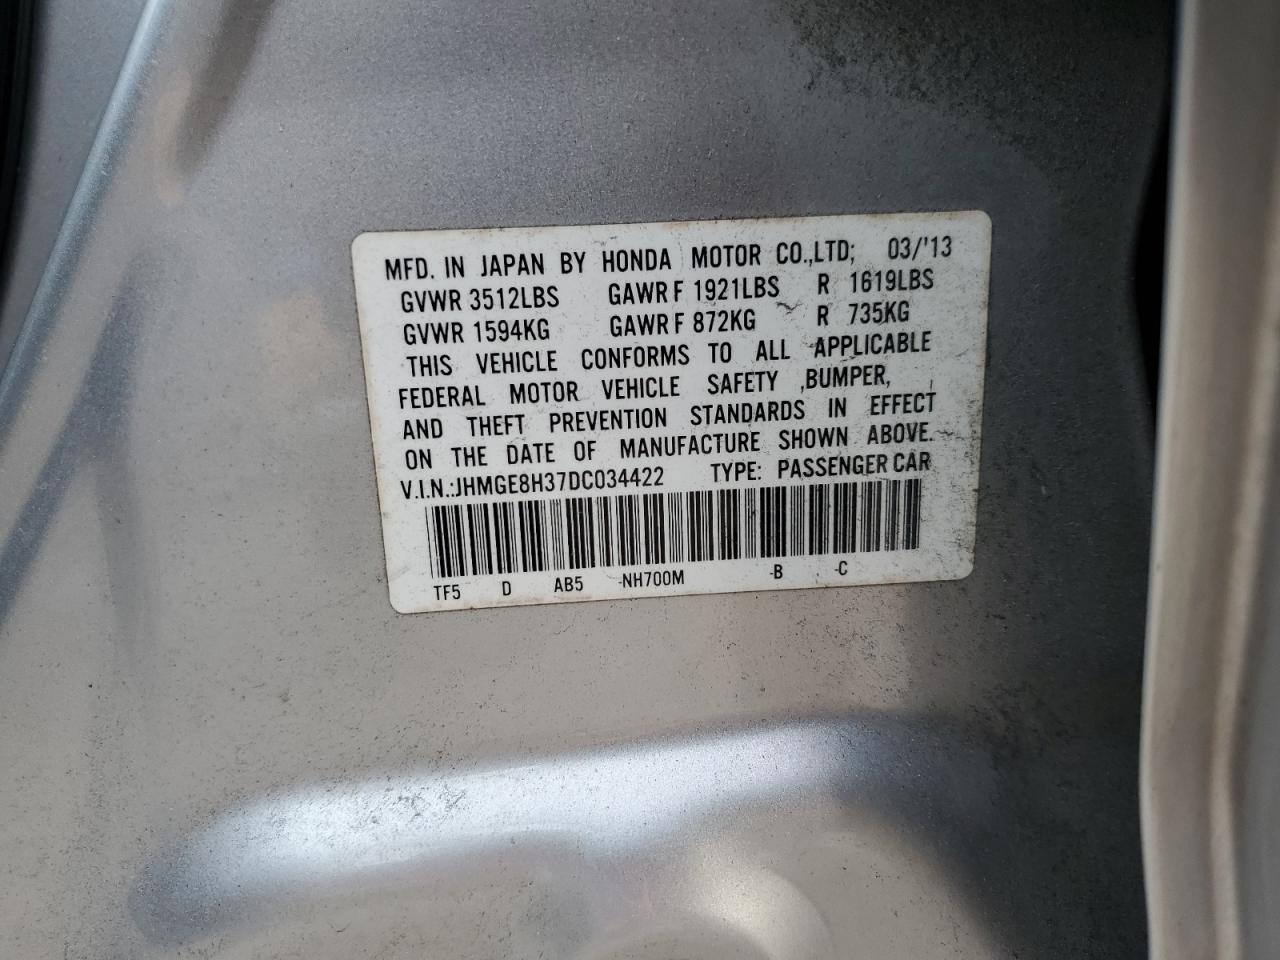 MFD. IN JAPAN BY HONDA MOTOR CO.,LTD; 03/'13
GVWR 3512LBS GAWR F 1921LBS R 1619LBS
GVWR 1594KG GAWR F 872KG R 735KG
THIS VEHICLE CONFORMS TO ALL APPLICABLE
FEDERAL MOTOR VEHICLE SAFETY ,BUMPER,
AND THEFT PREVENTION STANDARDS IN EFFECT
ON THE DATE OF MANUFACTURE SHOWN ABOVE.
V.I.N.:JHMGE8H37DC034422 TYPE: PASSENGER CAR
TF5 D AB5 -NH700M -B -C